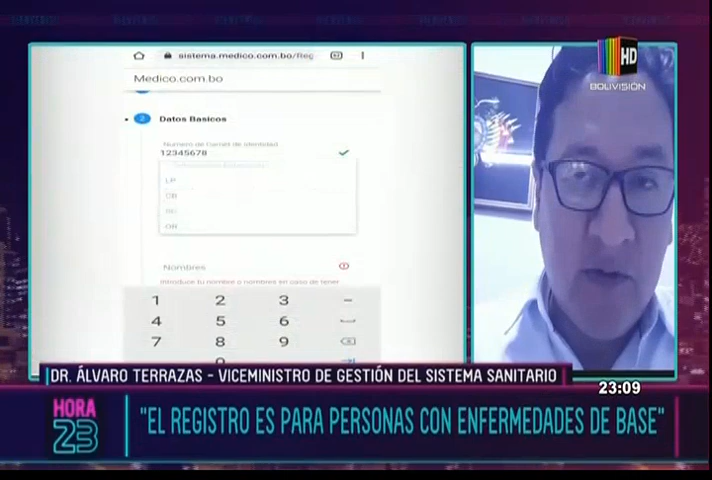 sistema.medico.com.bo/Reg
Medico.com.bo
2 Datos Basicos
Numero de Carnet de identidad
12345678
LP
CB
OR
Nombres
Introduce tu nombre o nombres en caso de tener
1 2 3 –
4 5 6
7 8 9
HD
BOLIVISIÓN
DR. ÁLVARO TERRAZAS – VICEMINISTRO DE GESTIÓN DEL SISTEMA SANITARIO
23:09
HORA
23
"EL REGISTRO ES PARA PERSONAS CON ENFERMEDADES DE BASE"